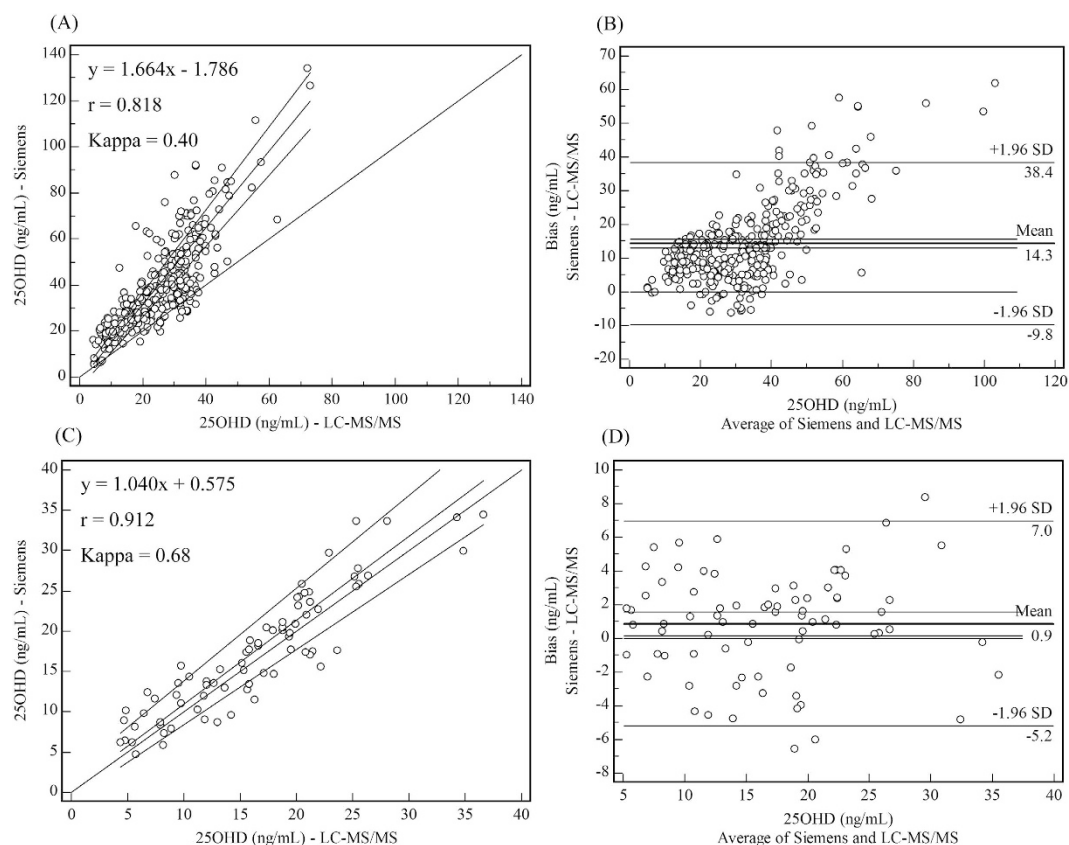 (A)
140
120
100
80
60
40
20
0
25OHD (ng/mL) - Siemens
y = 1.664x - 1.786
r = 0.818
Kappa = 0.40
0 20 40 60 80 100 120 140
25OHD (ng/mL) - LC-MS/MS
(B)
70
60
50
40
30
20
10
0
-10
-20
Bias (ng/mL)
Siemens - LC-MS/MS
+1.96 SD
38.4
Mean
14.3
-1.96 SD
-9.8
0 20 40 60 80 100 120
25OHD (ng/mL)
Average of Siemens and LC-MS/MS
(C)
40
35
30
25
20
15
10
5
0
25OHD (ng/mL) - Siemens
y = 1.040x + 0.575
r = 0.912
Kappa = 0.68
0 5 10 15 20 25 30 35 40
25OHD (ng/mL) - LC-MS/MS
(D)
10
8
6
4
2
0
-2
-4
-6
-8
Bias (ng/mL)
Siemens - LC-MS/MS
+1.96 SD
7.0
Mean
0.9
-1.96 SD
-5.2
5 10 15 20 25 30 35 40
25OHD (ng/mL)
Average of Siemens and LC-MS/MS